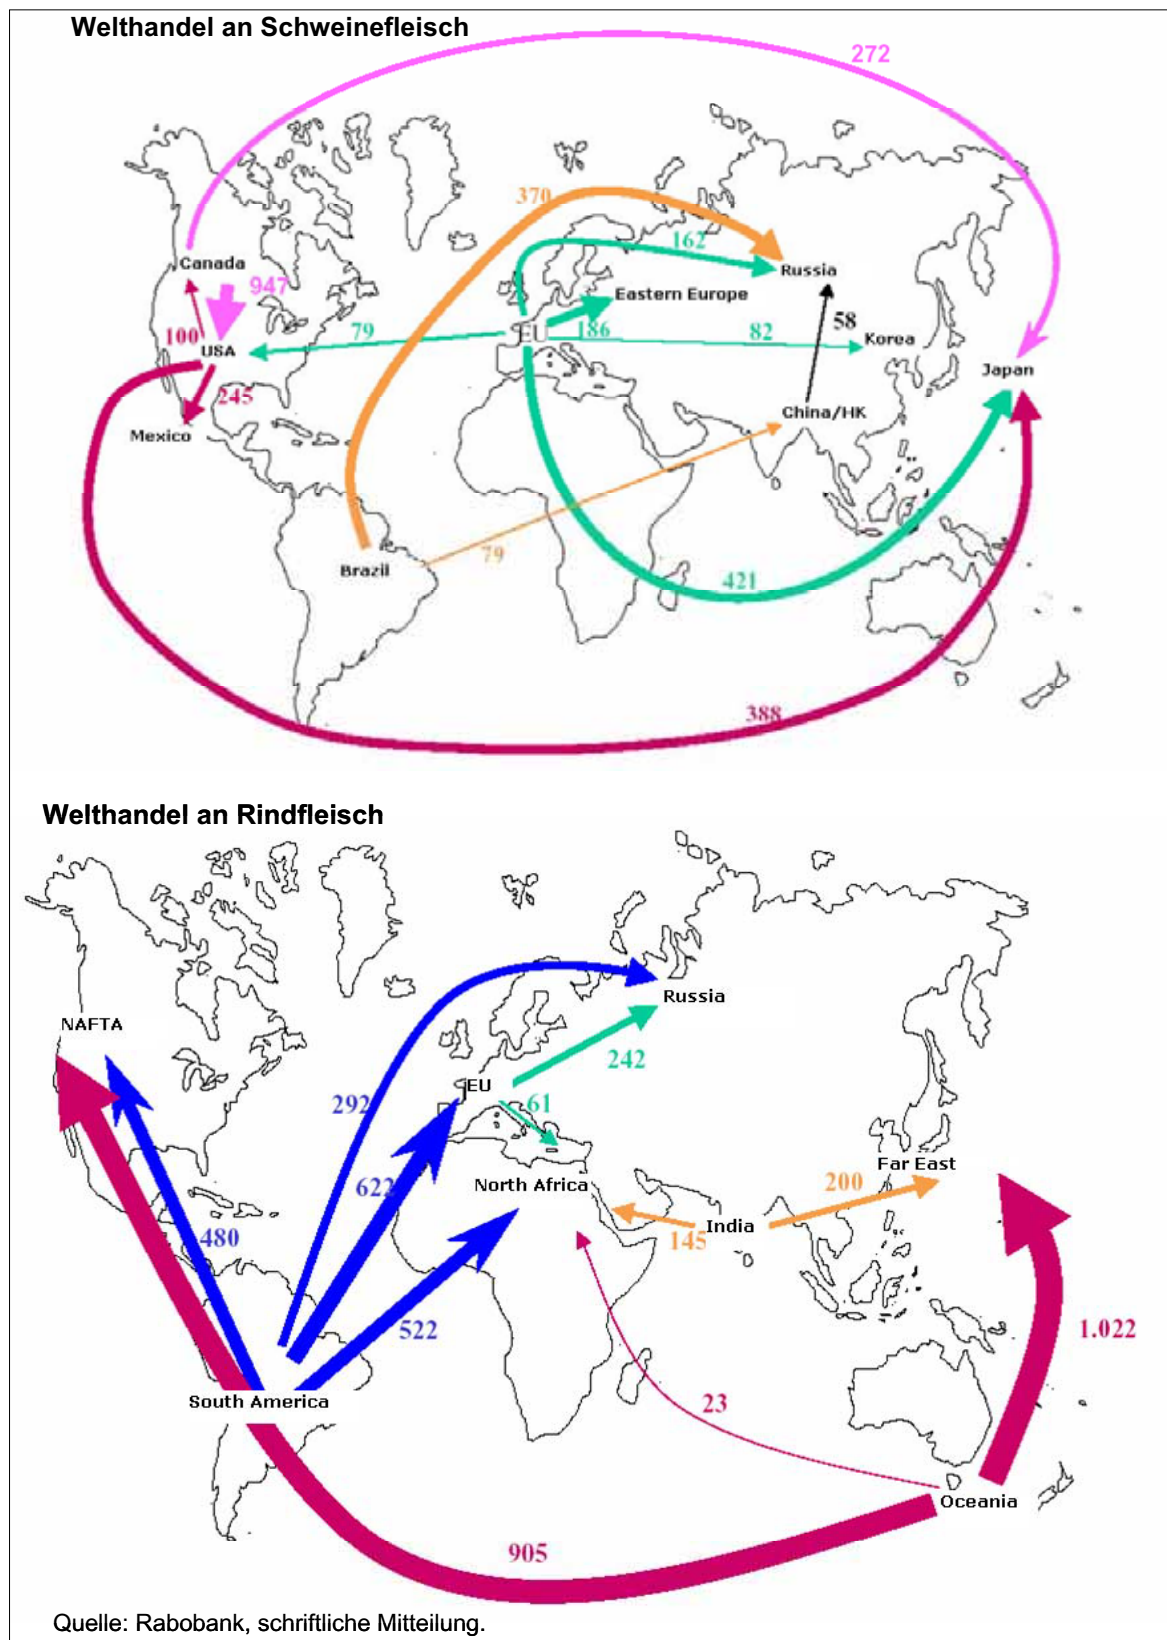 Welthandel an Schweinefleisch
272
370
162
Canada
Russia
947
Eastern Europe
100
USA
79
EU
186
82
58
Korea
Japan
245
Mexico
China/HK
79
Brazil
421
388
Welthandel an Rindfleisch
Russia
NAFTA
242
EU
292
61
Far East
622
North Africa
200
480
145
India
522
1.022
South America
23
Oceania
905
Quelle: Rabobank, schriftliche Mitteilung.